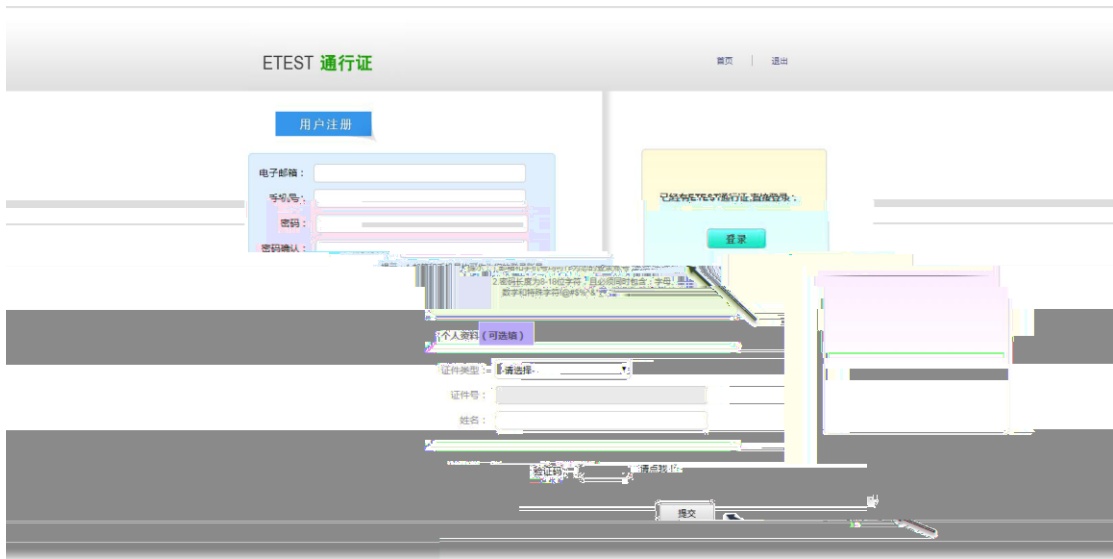 ETEST 通行证
首页 | 退出
用户注册
电子邮箱：
手机号：
密码：
密码确认：
已经有ETEST通行证,直接登录：
登录
2.密码长度为8-18位字符，且必须同时包含：字母、
数字和特殊字符(@#$%^&*
个人资料（可选填）
证件类型： -请选择-
证件号：
姓名：
验证码
请点我
提交